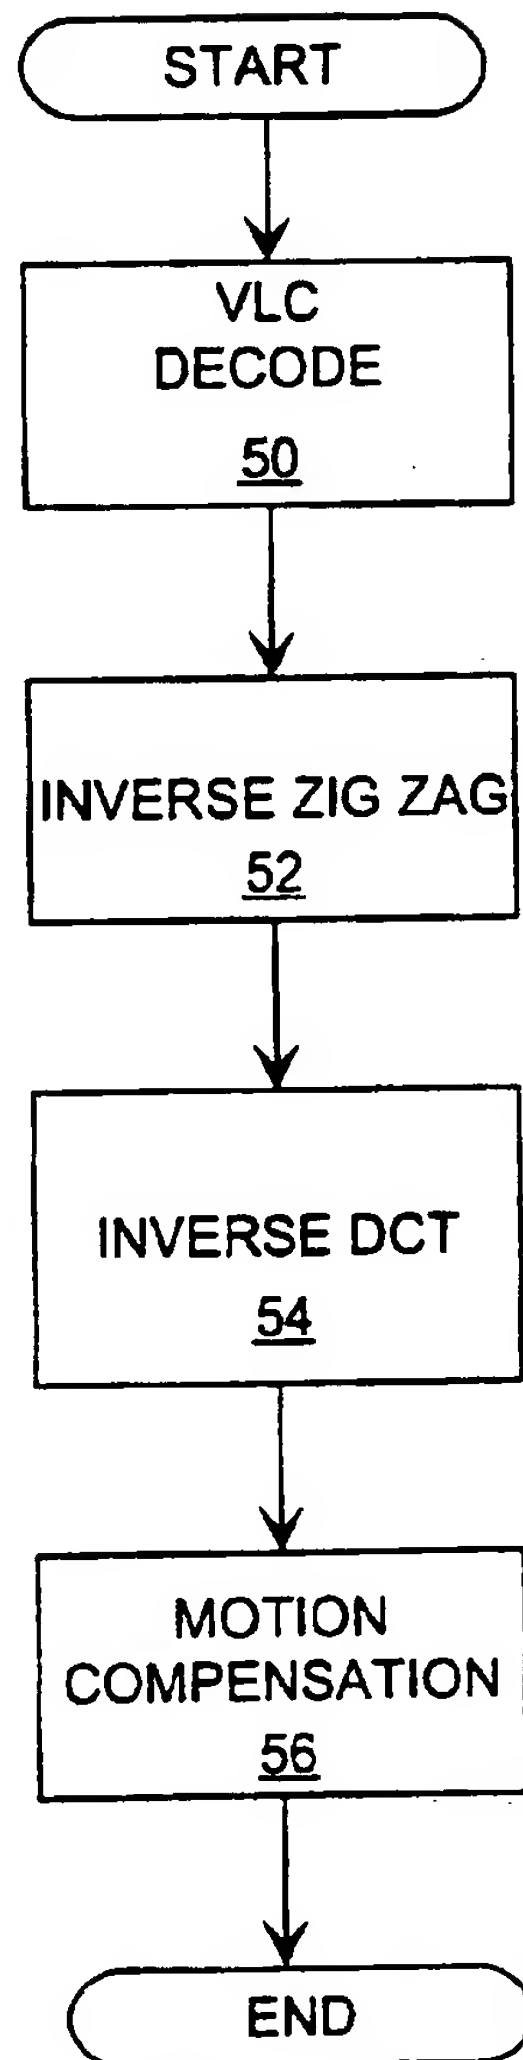 START
VLC
DECODE
50
INVERSE ZIG ZAG
52
INVERSE DCT
54
MOTION
COMPENSATION
56
END